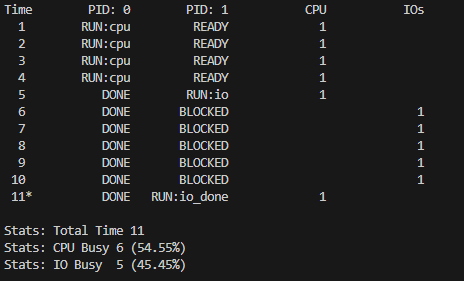 Time        PID: 0        PID: 1           CPU           IOs
  1        RUN:cpu         READY             1
  2        RUN:cpu         READY             1
  3        RUN:cpu         READY             1
  4        RUN:cpu         READY             1
  5           DONE        RUN:io             1
  6           DONE       BLOCKED                           1
  7           DONE       BLOCKED                           1
  8           DONE       BLOCKED                           1
  9           DONE       BLOCKED                           1
 10           DONE       BLOCKED                           1
 11*          DONE   RUN:io_done             1
Stats: Total Time 11
Stats: CPU Busy 6 (54.55%)
Stats: IO Busy  5 (45.45%)